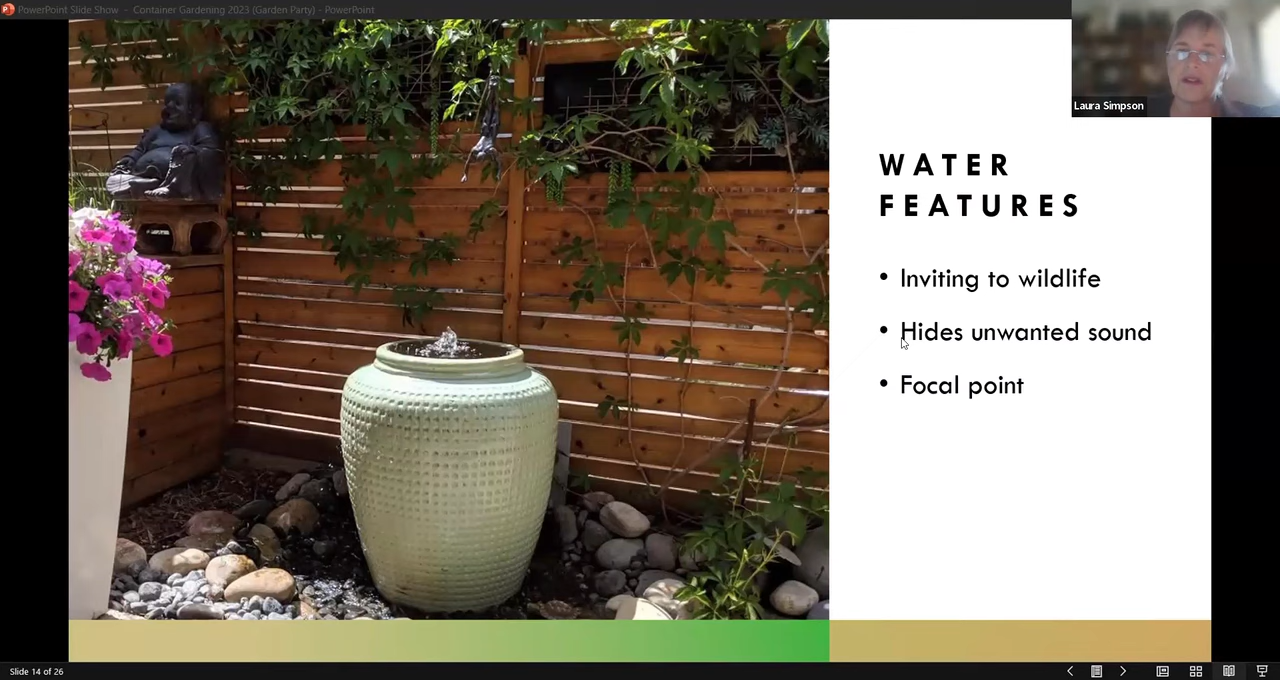 PowerPoint Slide Show - Container Gardening 2023 (Garden Party) - PowerPoint
Laura Simpson
WATER
FEATURES
• Inviting to wildlife
• Hides unwanted sound
• Focal point
Slide 14 of 26